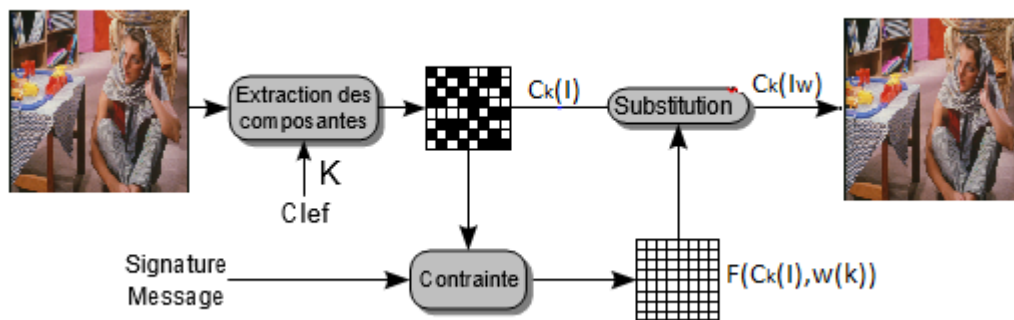 Extraction des
composantes
K
Clef
Ck(I)
Substitution
Ck(Iw)
Signature
Message
Contrainte
F(Ck(I),w(k))